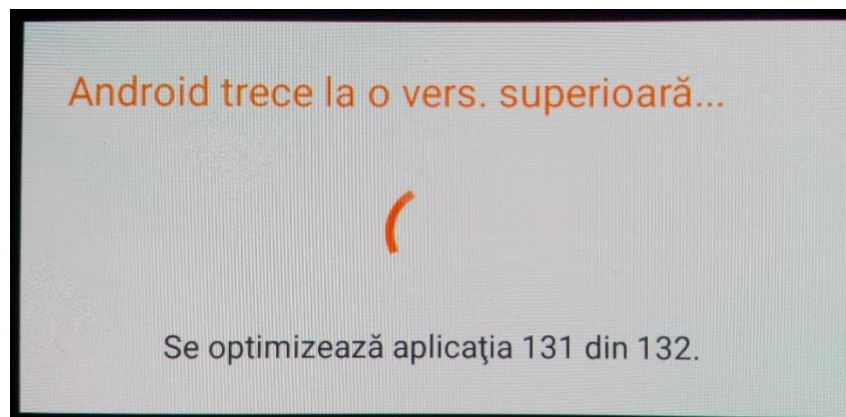 Android trece la o vers. superioară...
Se optimizează aplicaţia 131 din 132.